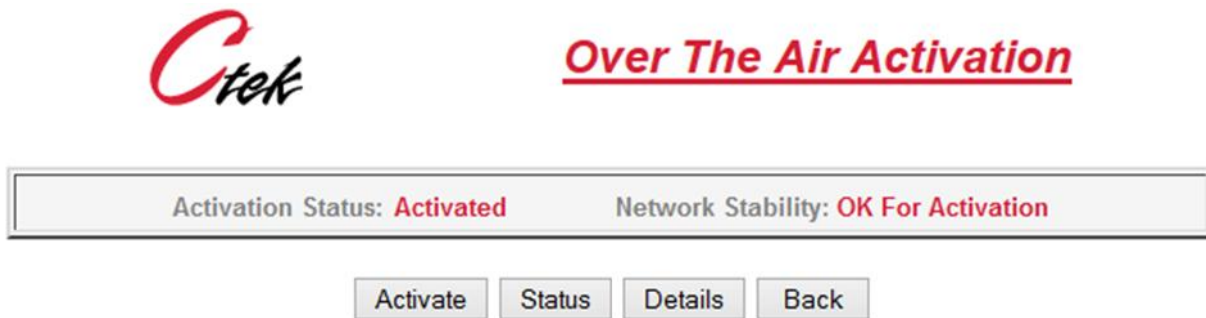 Ctek
Over The Air Activation
Activation Status: Activated Network Stability: OK For Activation
Activate Status Details Back